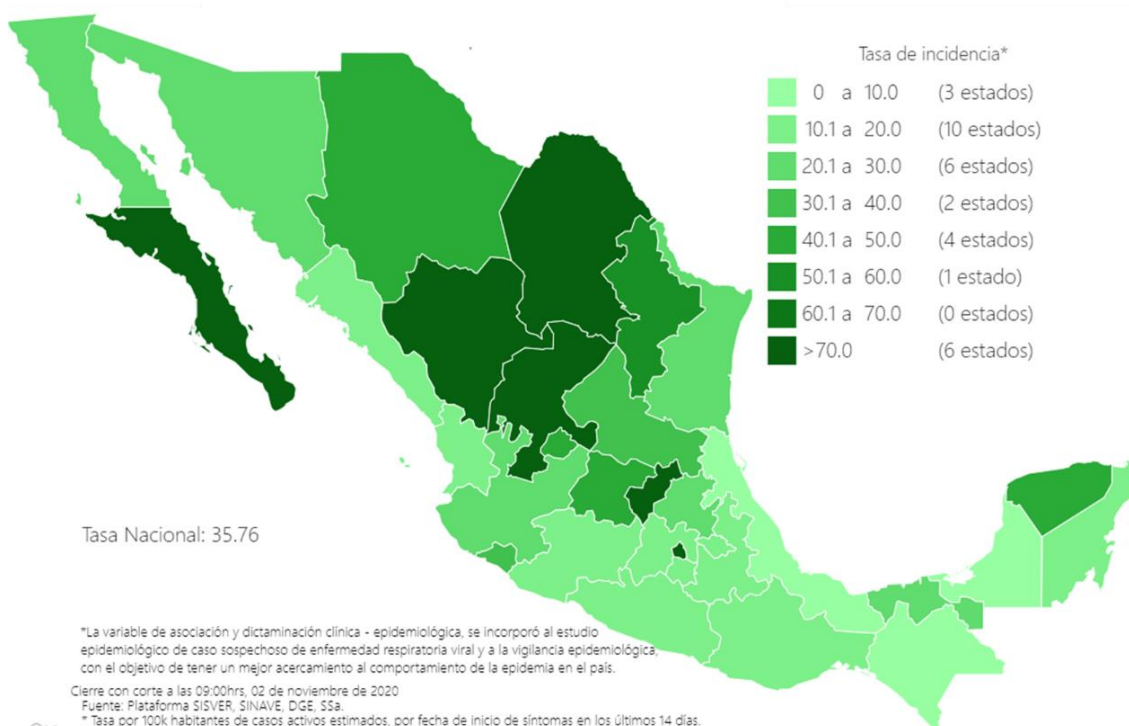 Tasa de incidencia*
0 a 10.0 (3 estados)
10.1 a 20.0 (10 estados)
20.1 a 30.0 (6 estados)
30.1 a 40.0 (2 estados)
40.1 a 50.0 (4 estados)
50.1 a 60.0 (1 estado)
60.1 a 70.0 (0 estados)
>70.0 (6 estados)
Tasa Nacional: 35.76
*La variable de asociación y dictaminación clínica - epidemiológica, se incorporó al estudio
epidemiológico de caso sospechoso de enfermedad respiratoria viral y a la vigilancia epidemiológica,
con el objetivo de tener un mejor acercamiento al comportamiento de la epidemia en el país.
Cierre con corte a las 09:00hrs, 02 de noviembre de 2020
Fuente: Plataforma SISVER, SINAVE, DGE, SSa.
* Tasa por 100k habitantes de casos activos estimados, por fecha de inicio de síntomas en los últimos 14 días.